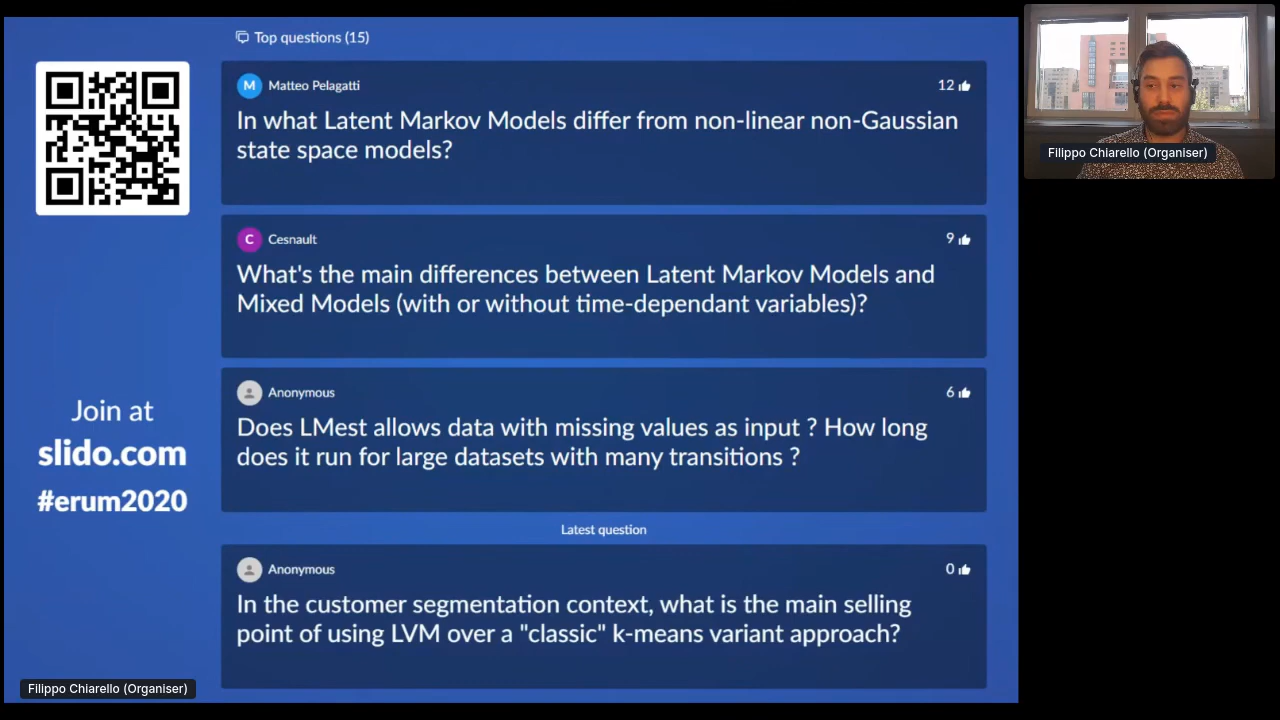 Top questions (15)
M Matteo Pelagatti 12
In what Latent Markov Models differ from non-linear non-Gaussian
state space models?
C Cesnault 9
What's the main differences between Latent Markov Models and
Mixed Models (with or without time-dependant variables)?
Anonymous 6
Does LMest allows data with missing values as input ? How long
does it run for large datasets with many transitions ?
Latest question
Anonymous 0
In the customer segmentation context, what is the main selling
point of using LVM over a "classic" k-means variant approach?
Join at
slido.com
#erum2020
Filippo Chiarello (Organiser)
Filippo Chiarello (Organiser)